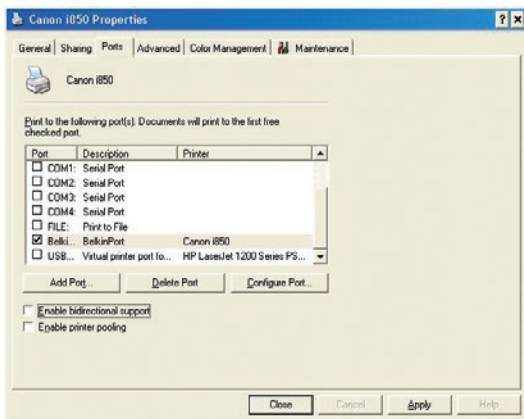 Canon i850 Properties
General Sharing Ports Advanced Color Management Maintenance
Canon i850
Print to the following port(s). Documents will print to the first free
checked port.
Port Description Printer
COM1: Serial Port
COM2: Serial Port
COM3: Serial Port
COM4: Serial Port
FILE: Print to File
Belki... BelkinPort Canon i850
USB... Virtual printer port fo... HP LaserJet 1200 Series PS...
Add Port... Delete Port Configure Port...
Enable bidirectional support
Enable printer pooling
Close Cancel Apply Help